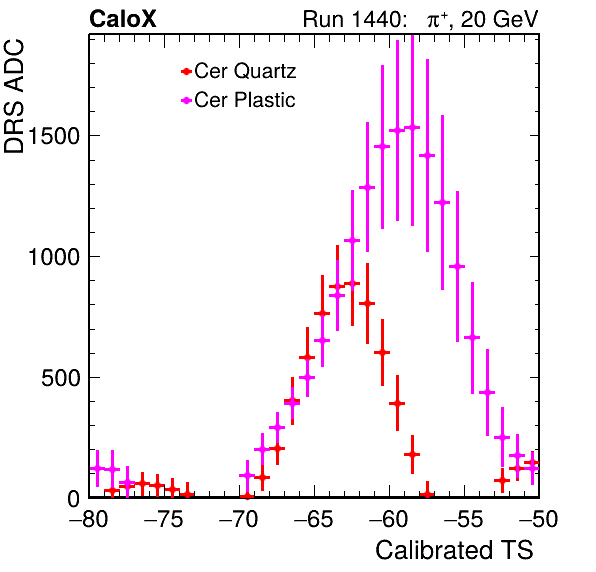 CaloX Run 1440: π⁺, 20 GeV
DRS ADC
Cer Quartz
Cer Plastic
1500
1000
500
0
−80 −75 −70 −65 −60 −55 −50
Calibrated TS